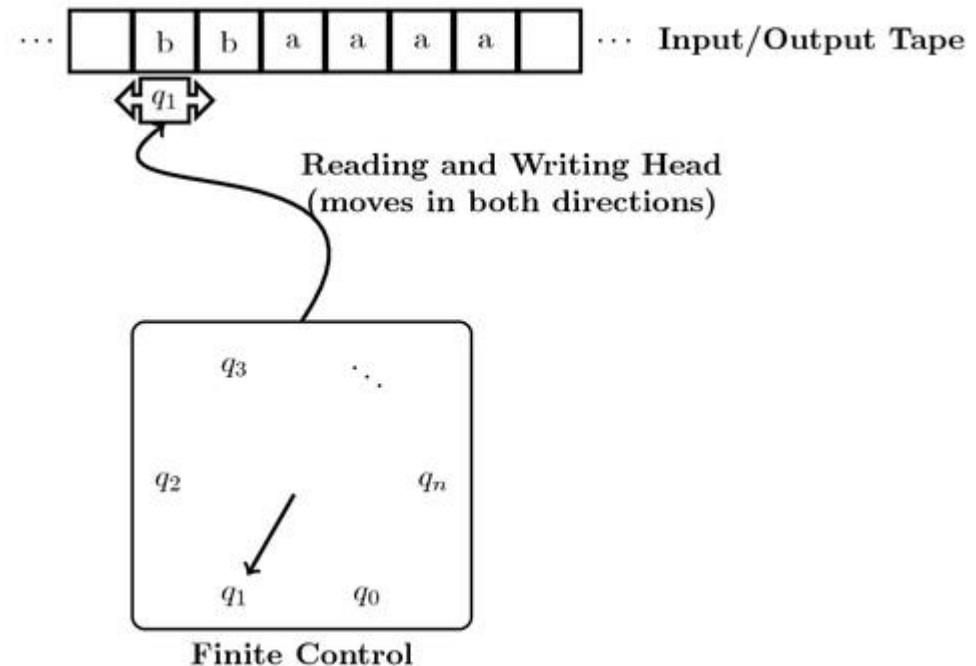 ··· b b a a a a ··· Input/Output Tape
q₁
Reading and Writing Head
(moves in both directions)
q₃ ⋱
q₂ qₙ
q₁ q₀
Finite Control